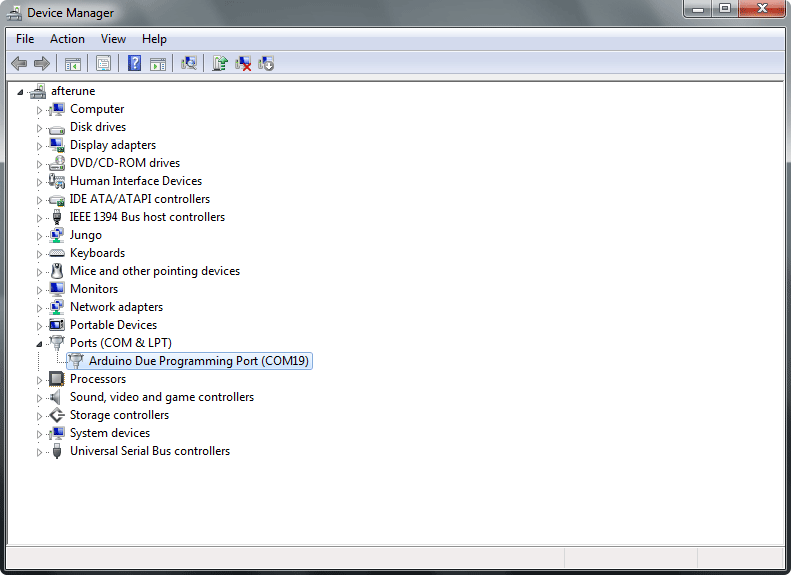 Device Manager
File Action View Help
?
afterune
Computer
Disk drives
Display adapters
DVD/CD-ROM drives
Human Interface Devices
IDE ATA/ATAPI controllers
IEEE 1394 Bus host controllers
Jungo
Keyboards
Mice and other pointing devices
Monitors
Network adapters
Portable Devices
Ports (COM & LPT)
Arduino Due Programming Port (COM19)
Processors
Sound, video and game controllers
Storage controllers
System devices
Universal Serial Bus controllers